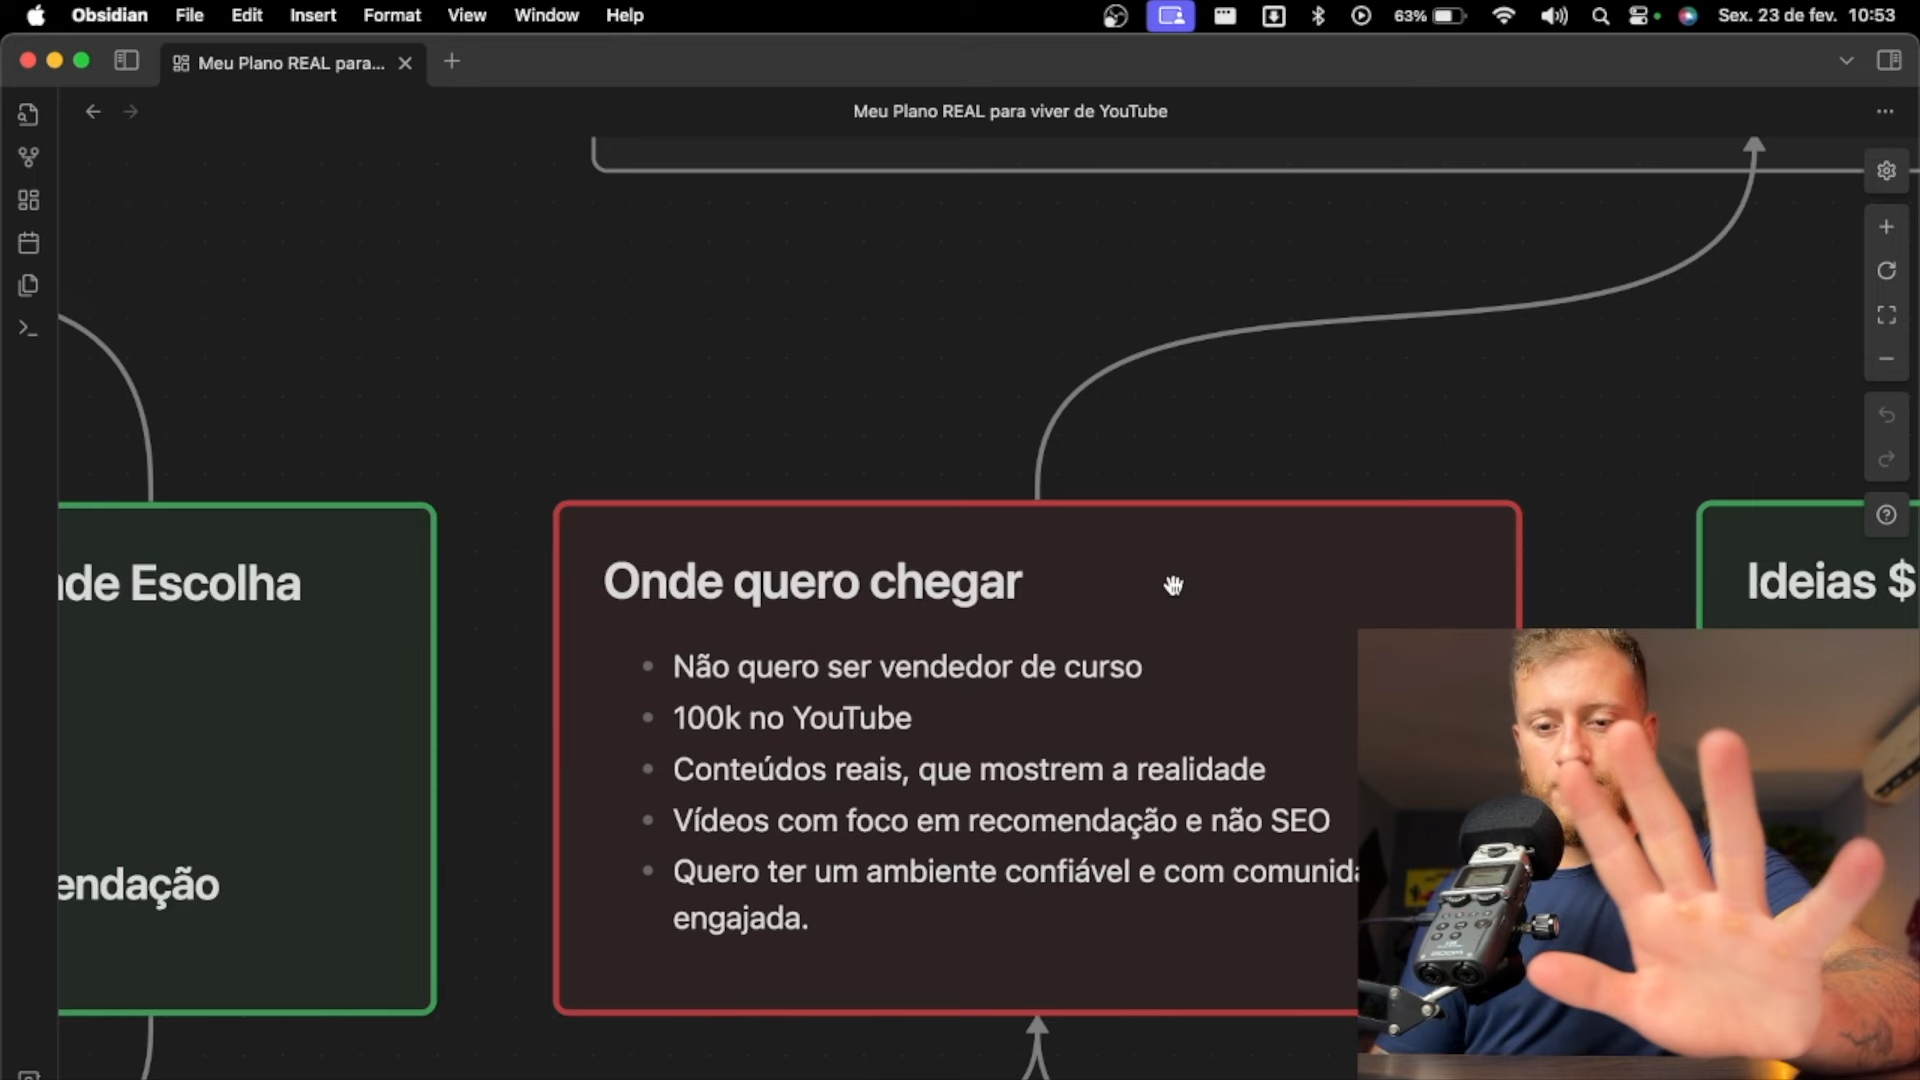 Obsidian File Edit Insert Format View Window Help 63% Sex. 23 de fev. 10:53
Meu Plano REAL para...
Meu Plano REAL para viver de YouTube
nde Escolha
endação
Onde quero chegar
Não quero ser vendedor de curso
100k no YouTube
Conteúdos reais, que mostrem a realidade
Vídeos com foco em recomendação e não SEO
Quero ter um ambiente confiável e com comunida
engajada.
Ideias $
zoom